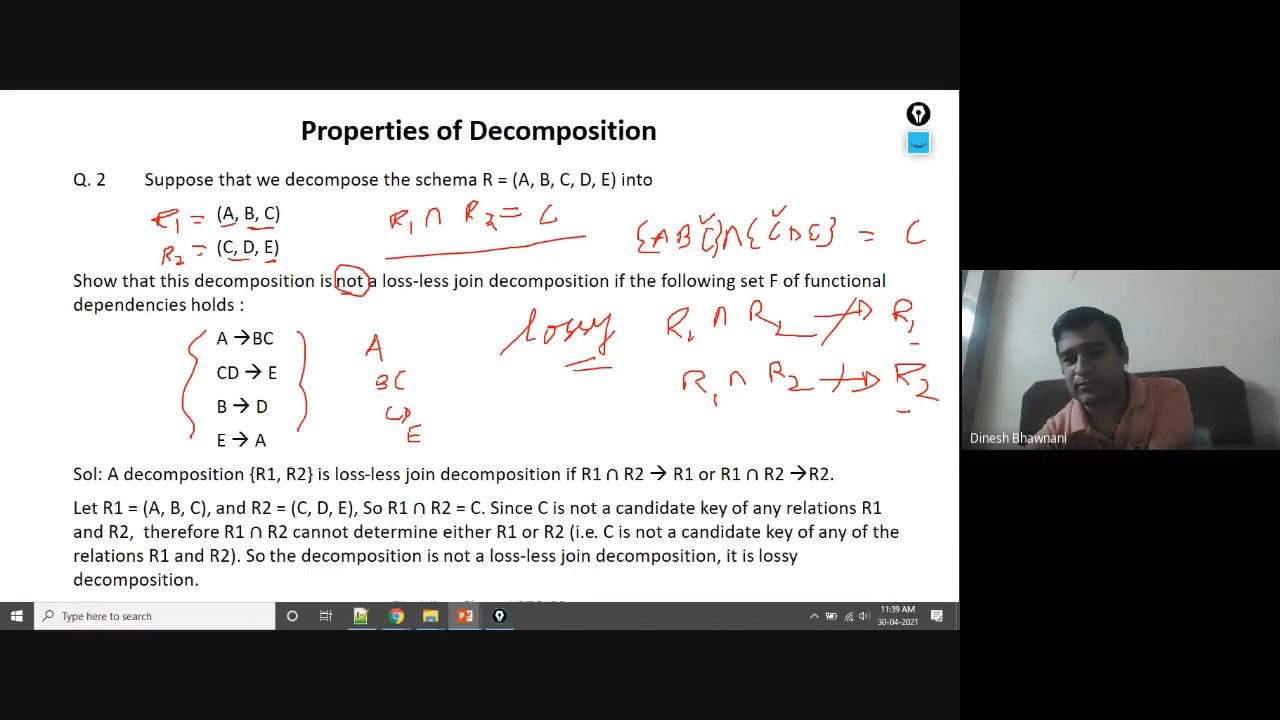 Properties of Decomposition
Q. 2 Suppose that we decompose the schema R = (A, B, C, D, E) into
R1 = (A, B, C) R1 ∩ R2 = C
{A B C} ∩ {C D E} = C
R2 = (C, D, E)
Show that this decomposition is not a loss-less join decomposition if the following set F of functional
dependencies holds :
lossy R1 ∩ R2 ↛ R1
A → BC A
CD → E BC R1 ∩ R2 ↛ R2
B → D CD
E → A E
Dinesh Bhawnani
Sol: A decomposition {R1, R2} is loss-less join decomposition if R1 ∩ R2 → R1 or R1 ∩ R2 →R2.
Let R1 = (A, B, C), and R2 = (C, D, E), So R1 ∩ R2 = C. Since C is not a candidate key of any relations R1
and R2, therefore R1 ∩ R2 cannot determine either R1 or R2 (i.e. C is not a candidate key of any of the
relations R1 and R2). So the decomposition is not a loss-less join decomposition, it is lossy
decomposition.
Type here to search
11:39 AM
30-04-2021